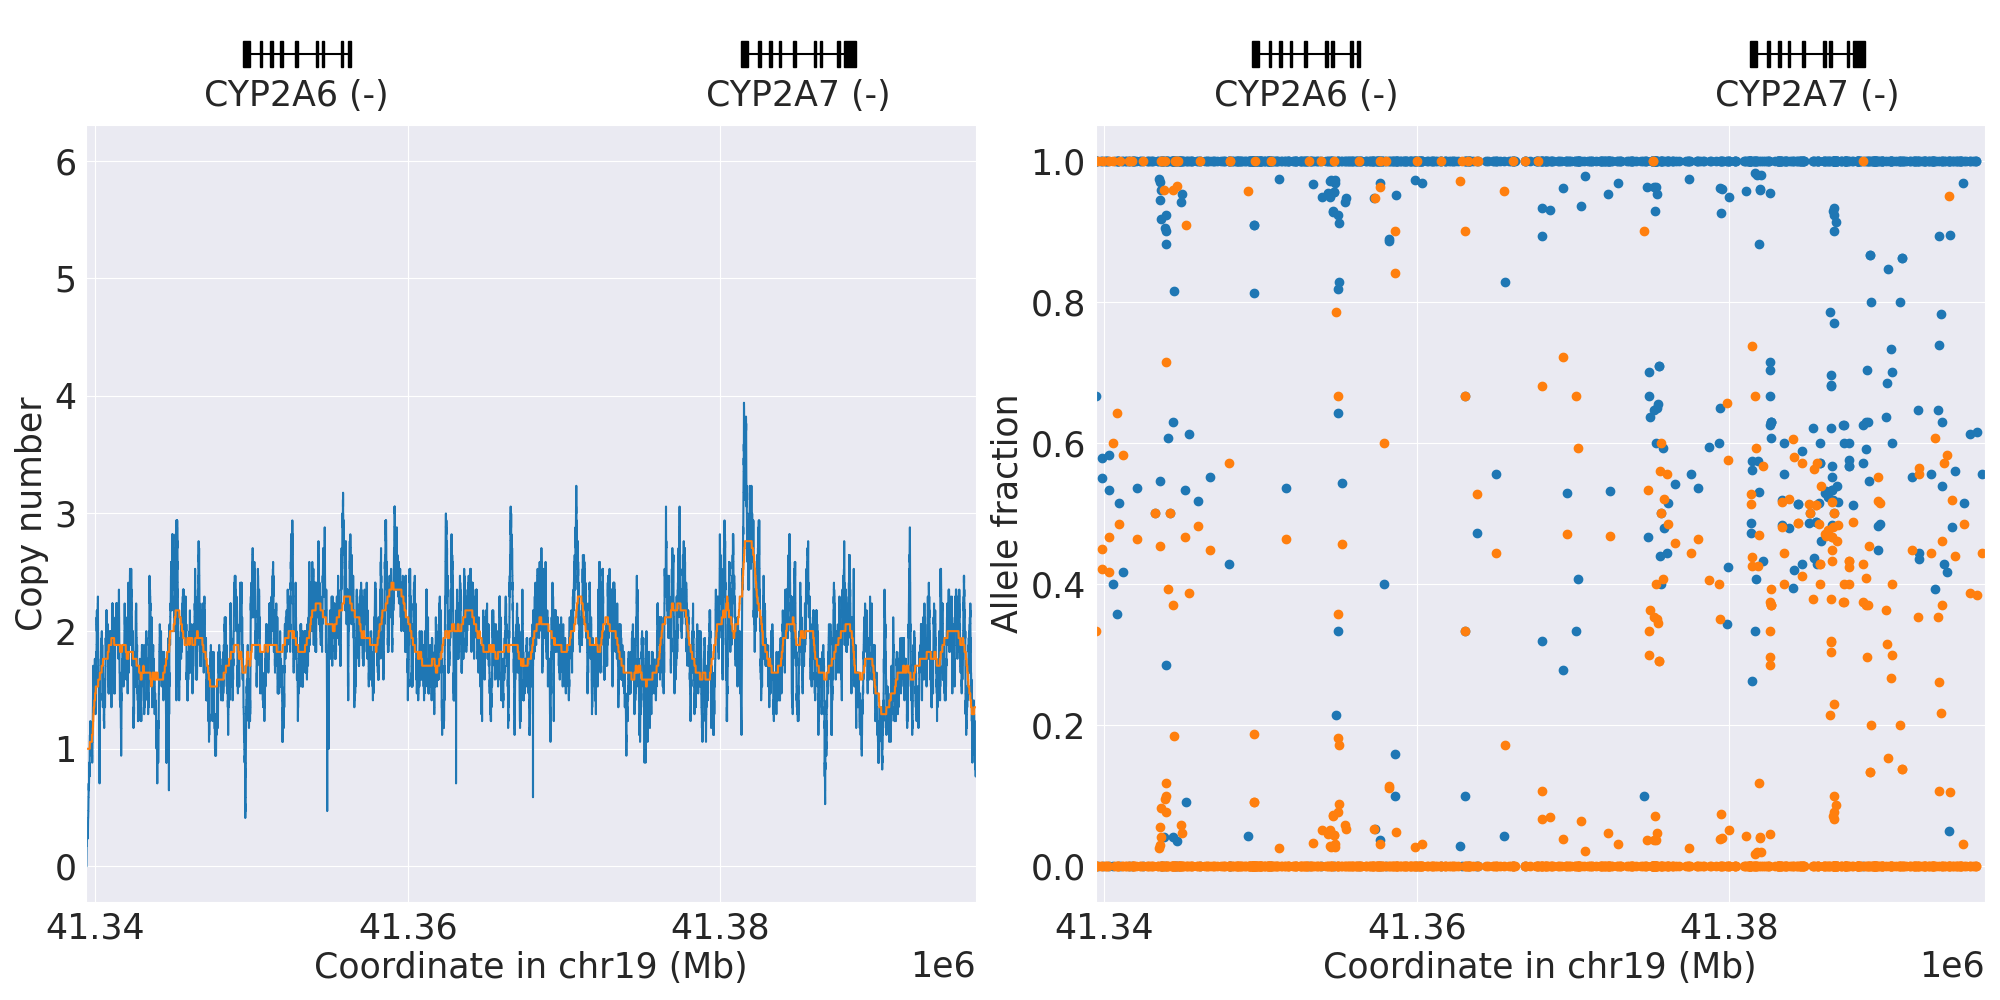 CYP2A6 (-)
CYP2A7 (-)
Copy number
6
5
4
3
2
1
0
41.34
41.36
41.38
Coordinate in chr19 (Mb)
1e6
CYP2A6 (-)
CYP2A7 (-)
Allele fraction
1.0
0.8
0.6
0.4
0.2
0.0
41.34
41.36
41.38
Coordinate in chr19 (Mb)
1e6